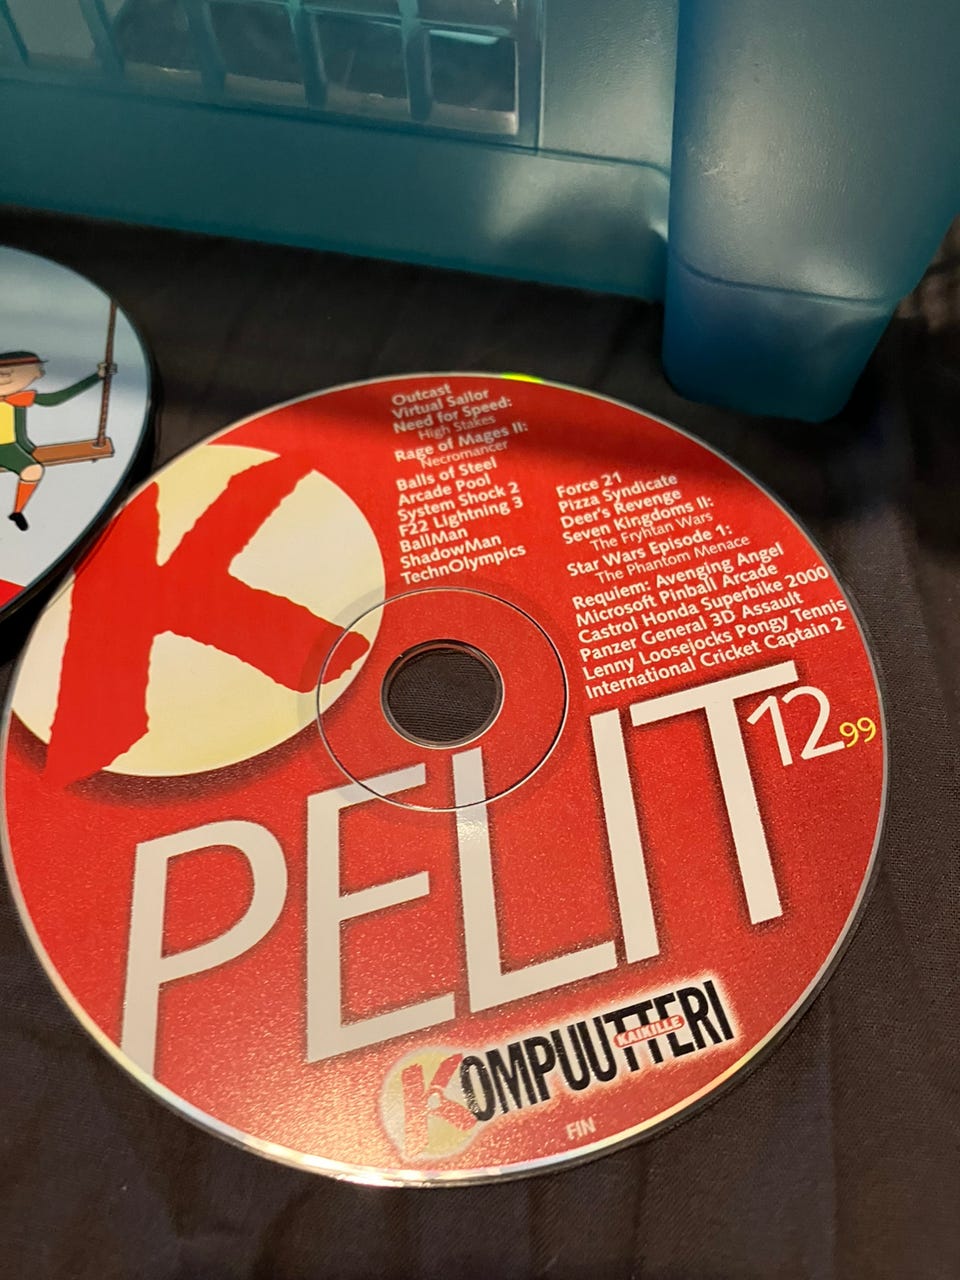 Outcast
Virtual Sailor
Need for Speed:
High Stakes
Rage of Mages II:
Necromancer
Balls of Steel
Arcade Pool
System Shock 2
F22 Lightning 3
BallMan
ShadowMan
TechnOlympics
Force 21
Pizza Syndicate
Deer's Revenge
Seven Kingdoms II:
The Fryhtan Wars
Star Wars Episode 1:
The Phantom Menace
Requiem: Avenging Angel
Microsoft Pinball Arcade
Castrol Honda Superbike 2000
Panzer General 3D Assault
Lenny Loosejocks Pongy Tennis
International Cricket Captain 2
K
PELIT 12 99
KOMPUUTTERI
KAIKILLE
FIN